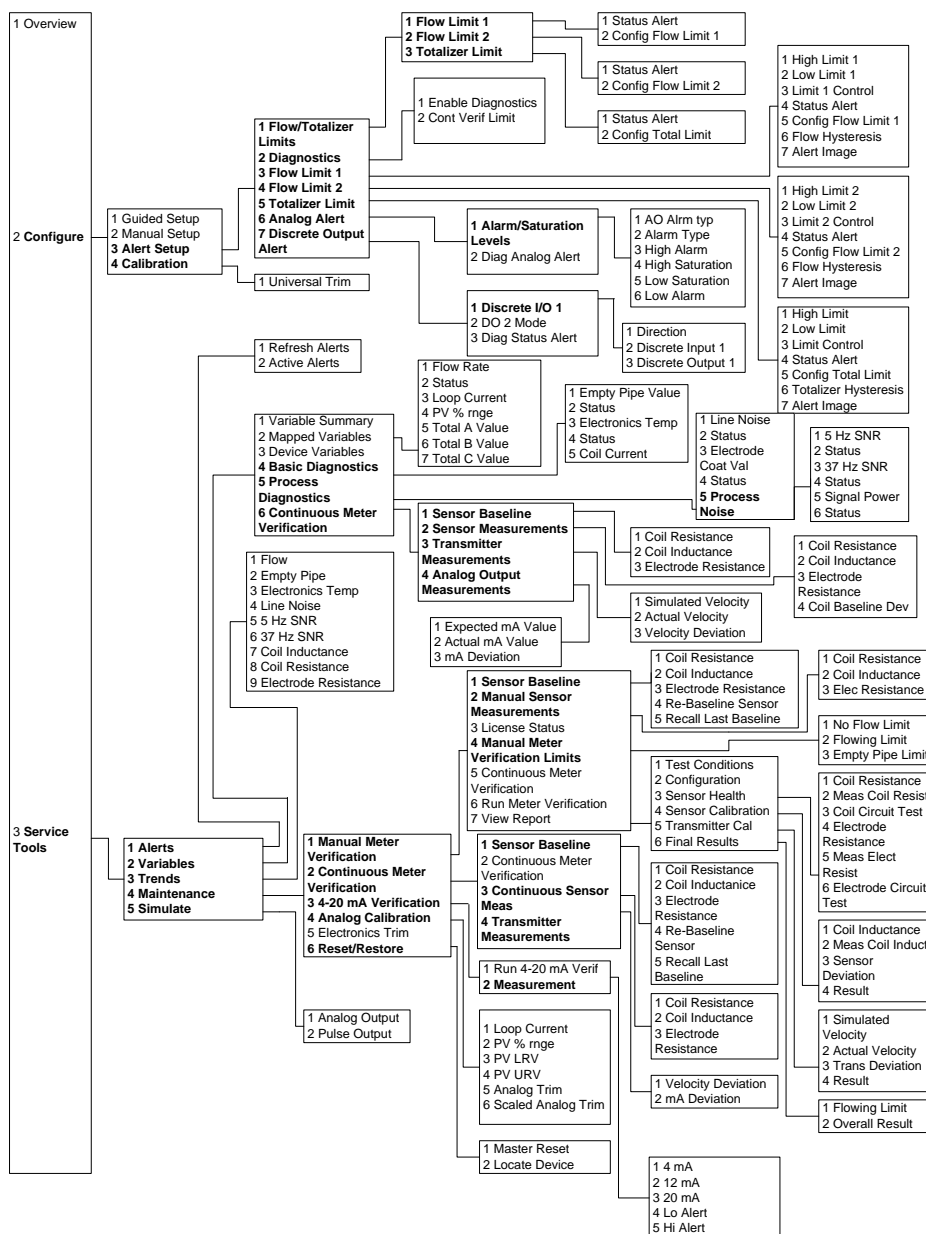 1 Overview
2 Configure
3 Service
Tools
1 Guided Setup
2 Manual Setup
3 Alert Setup
4 Calibration
1 Flow/Totalizer
Limits
2 Diagnostics
3 Flow Limit 1
4 Flow Limit 2
5 Totalizer Limit
6 Analog Alert
7 Discrete Output
Alert
1 Universal Trim
1 Flow Limit 1
2 Flow Limit 2
3 Totalizer Limit
1 Enable Diagnostics
2 Cont Verif Limit
1 Status Alert
2 Config Flow Limit 1
1 Status Alert
2 Config Flow Limit 2
1 Status Alert
2 Config Total Limit
1 High Limit 1
2 Low Limit 1
3 Limit 1 Control
4 Status Alert
5 Config Flow Limit 1
6 Flow Hysteresis
7 Alert Image
1 High Limit 2
2 Low Limit 2
3 Limit 2 Control
4 Status Alert
5 Config Flow Limit 2
6 Flow Hysteresis
7 Alert Image
1 High Limit
2 Low Limit
3 Limit Control
4 Status Alert
5 Config Total Limit
6 Totalizer Hysteresis
7 Alert Image
1 Alarm/Saturation
Levels
2 Diag Analog Alert
1 AO Alrm typ
2 Alarm Type
3 High Alarm
4 High Saturation
5 Low Saturation
6 Low Alarm
1 Discrete I/O 1
2 DO 2 Mode
3 Diag Status Alert
1 Direction
2 Discrete Input 1
3 Discrete Output 1
1 Refresh Alerts
2 Active Alerts
1 Variable Summary
2 Mapped Variables
3 Device Variables
4 Basic Diagnostics
5 Process
Diagnostics
6 Continuous Meter
Verification
1 Flow Rate
2 Status
3 Loop Current
4 PV % rnge
5 Total A Value
6 Total B Value
7 Total C Value
1 Empty Pipe Value
2 Status
3 Electronics Temp
4 Status
5 Coil Current
1 Line Noise
2 Status
3 Electrode
Coat Val
4 Status
5 Process
Noise
1 5 Hz SNR
2 Status
3 37 Hz SNR
4 Status
5 Signal Power
6 Status
1 Sensor Baseline
2 Sensor Measurements
3 Transmitter
Measurements
4 Analog Output
Measurements
1 Coil Resistance
2 Coil Inductance
3 Electrode Resistance
1 Coil Resistance
2 Coil Inductance
3 Electrode
Resistance
4 Coil Baseline Dev
1 Simulated Velocity
2 Actual Velocity
3 Velocity Deviation
1 Expected mA Value
2 Actual mA Value
3 mA Deviation
1 Flow
2 Empty Pipe
3 Electronics Temp
4 Line Noise
5 5 Hz SNR
6 37 Hz SNR
7 Coil Inductance
8 Coil Resistance
9 Electrode Resistance
1 Alerts
2 Variables
3 Trends
4 Maintenance
5 Simulate
1 Manual Meter
Verification
2 Continuous Meter
Verification
3 4-20 mA Verification
4 Analog Calibration
5 Electronics Trim
6 Reset/Restore
1 Analog Output
2 Pulse Output
1 Sensor Baseline
2 Manual Sensor
Measurements
3 License Status
4 Manual Meter
Verification Limits
5 Continuous Meter
Verification
6 Run Meter Verification
7 View Report
1 Coil Resistance
2 Coil Inductance
3 Electrode Resistance
4 Re-Baseline Sensor
5 Recall Last Baseline
1 Coil Resistance
2 Coil Inductance
3 Elec Resistance
1 No Flow Limit
2 Flowing Limit
3 Empty Pipe Limit
1 Test Conditions
2 Configuration
3 Sensor Health
4 Sensor Calibration
5 Transmitter Cal
6 Final Results
1 Coil Resistance
2 Meas Coil Resist
3 Coil Circuit Test
4 Electrode
Resistance
5 Meas Elect
Resist
6 Electrode Circuit
Test
1 Coil Inductance
2 Meas Coil Induct
3 Sensor
Deviation
4 Result
1 Simulated
Velocity
2 Actual Velocity
3 Trans Deviation
4 Result
1 Flowing Limit
2 Overall Result
1 Sensor Baseline
2 Continuous Meter
Verification
3 Continuous Sensor
Meas
4 Transmitter
Measurements
1 Coil Resistance
2 Coil Inductanice
3 Electrode
Resistance
4 Re-Baseline
Sensor
5 Recall Last
Baseline
1 Coil Resistance
2 Coil Inductance
3 Electrode
Resistance
1 Velocity Deviation
2 mA Deviation
1 Run 4-20 mA Verif
2 Measurement
1 Loop Current
2 PV % rnge
3 PV LRV
4 PV URV
5 Analog Trim
6 Scaled Analog Trim
1 Master Reset
2 Locate Device
1 4 mA
2 12 mA
3 20 mA
4 Lo Alert
5 Hi Alert